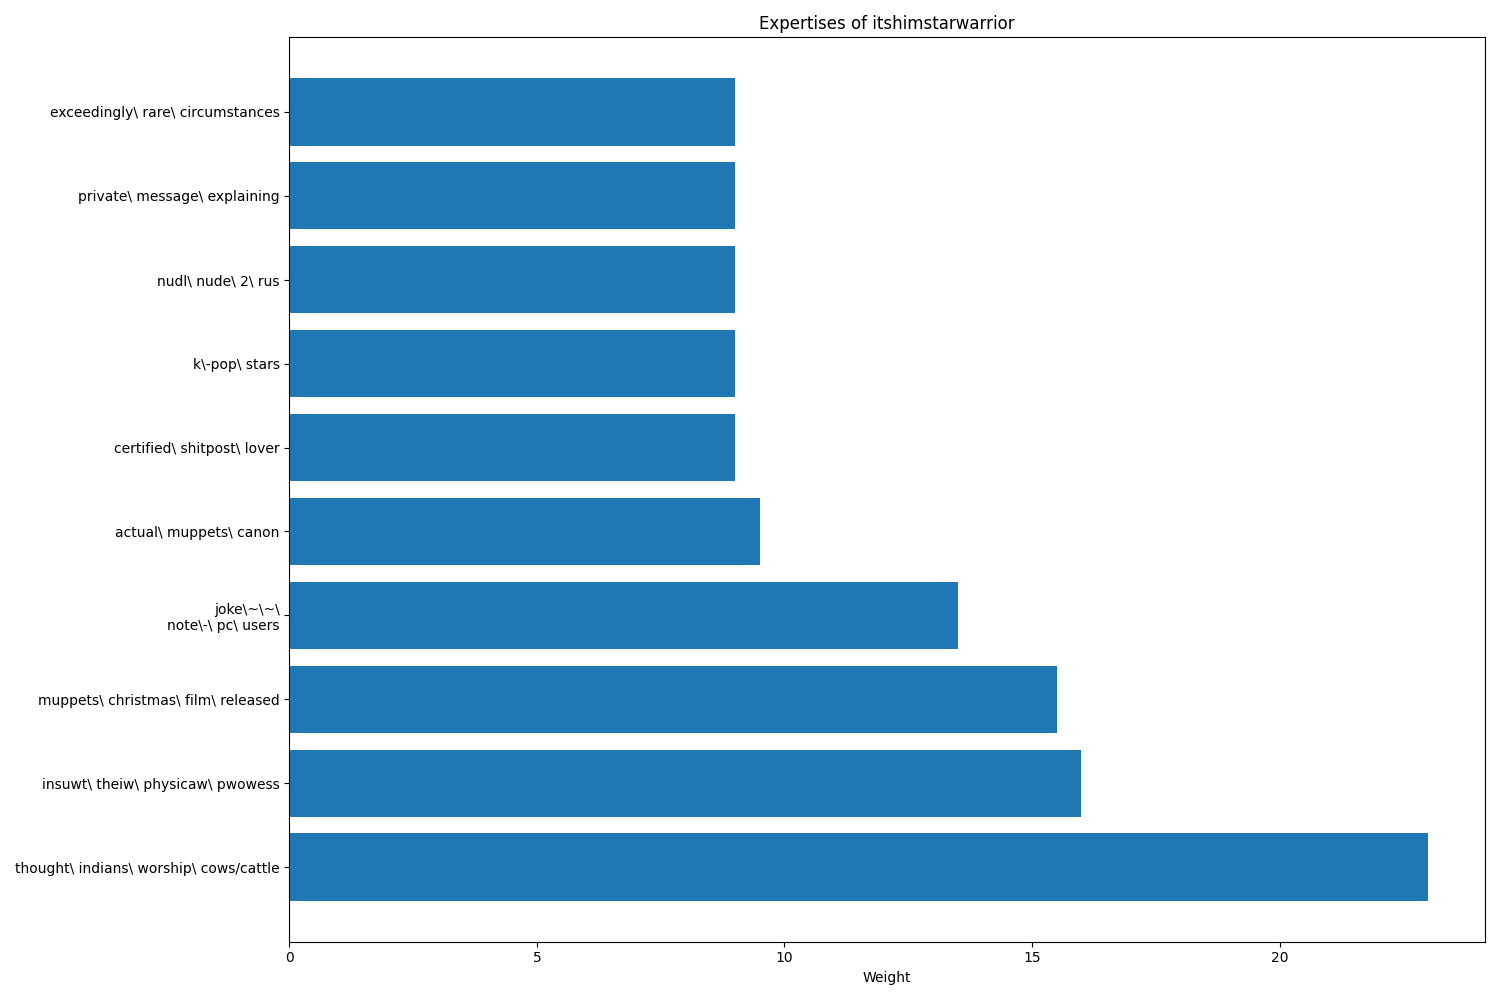 Expertises of itshimstarwarrior
exceedingly\ rare\ circumstances
private\ message\ explaining
nudl\ nude\ 2\ rus
k\-pop\ stars
certified\ shitpost\ lover
actual\ muppets\ canon
joke\~\~\
note\-\ pc\ users
muppets\ christmas\ film\ released
insuwt\ theiw\ physicaw\ pwowess
thought\ indians\ worship\ cows/cattle
0 5 10 15 20
Weight